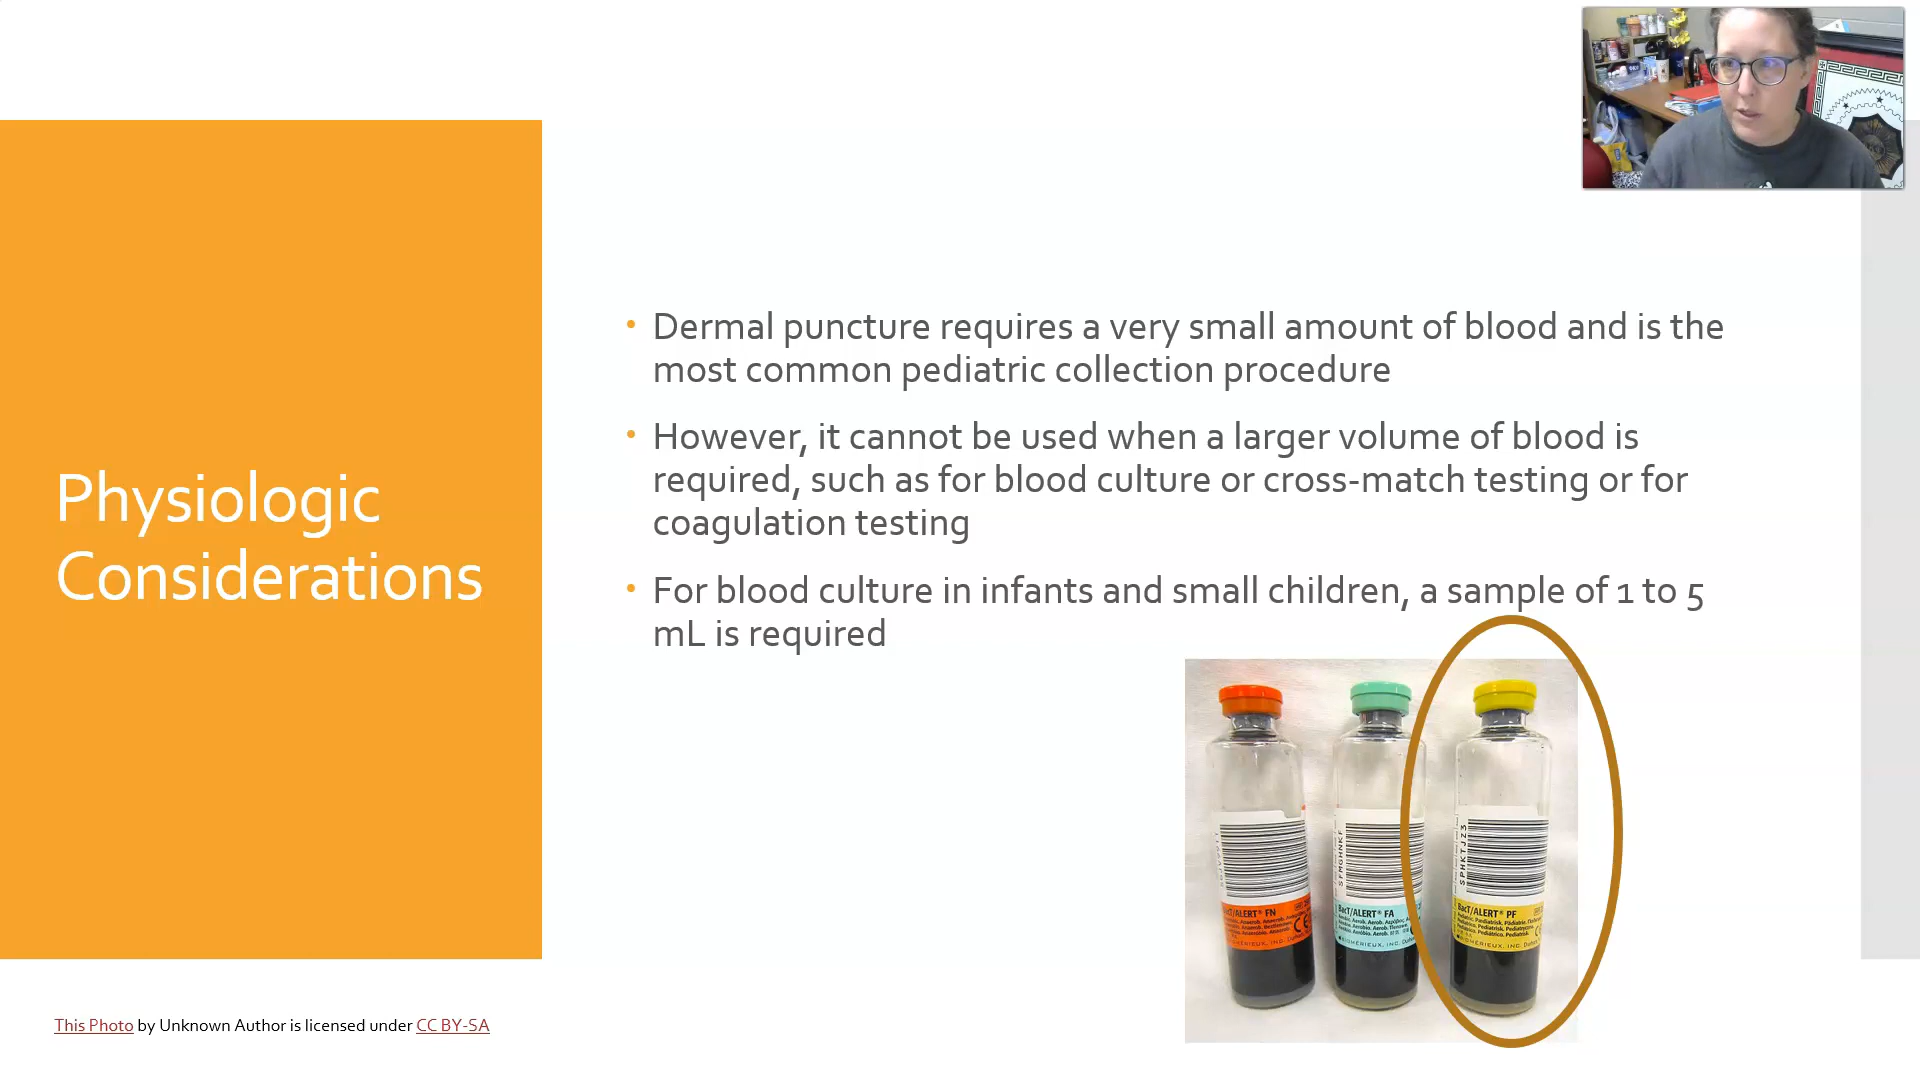 Physiologic
Considerations
• Dermal puncture requires a very small amount of blood and is the
most common pediatric collection procedure
• However, it cannot be used when a larger volume of blood is
required, such as for blood culture or cross-match testing or for
coagulation testing
• For blood culture in infants and small children, a sample of 1 to 5
mL is required
SFMGHNKF
SPHKTJZ3
BacT/ALERT® FN
BacT/ALERT® FA
BacT/ALERT® PF
BIOMÉRIEUX, INC.
This Photo by Unknown Author is licensed under CC BY-SA